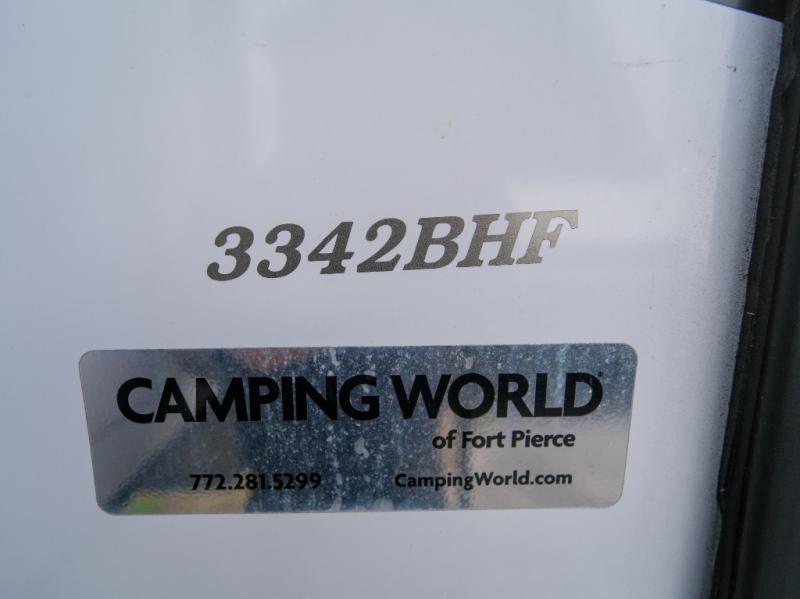 3342BHF
CAMPING WORLD®
of Fort Pierce
772.281.5299 CampingWorld.com